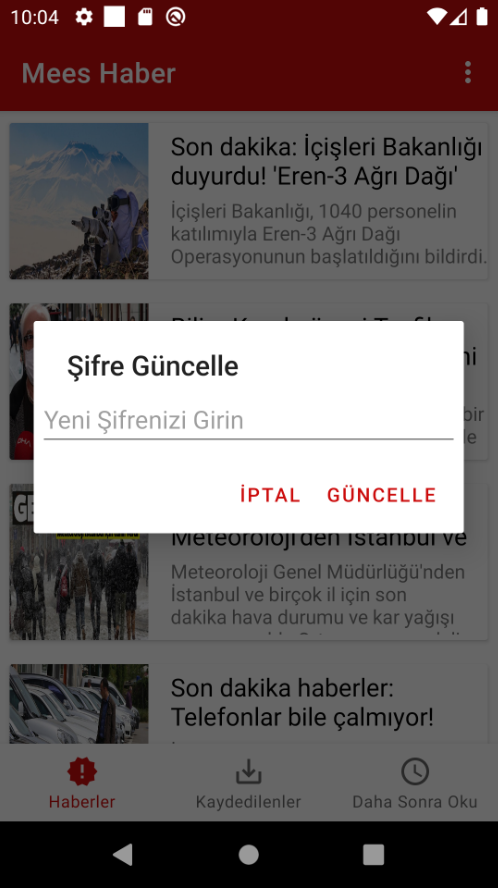 10:04
Mees Haber
Son dakika: İçişleri Bakanlığı
duyurdu! 'Eren-3 Ağrı Dağı'
İçişleri Bakanlığı, 1040 personelin
katılımıyla Eren-3 Ağrı Dağı
Operasyonunun başlatıldığını bildirdi.
Şifre Güncelle
Yeni Şifrenizi Girin
İPTAL GÜNCELLE
Meteoroloji'den İstanbul ve
Meteoroloji Genel Müdürlüğü'nden
İstanbul ve birçok il için son
dakika hava durumu ve kar yağışı
Son dakika haberler:
Telefonlar bile çalmıyor!
Haberler Kaydedilenler Daha Sonra Oku